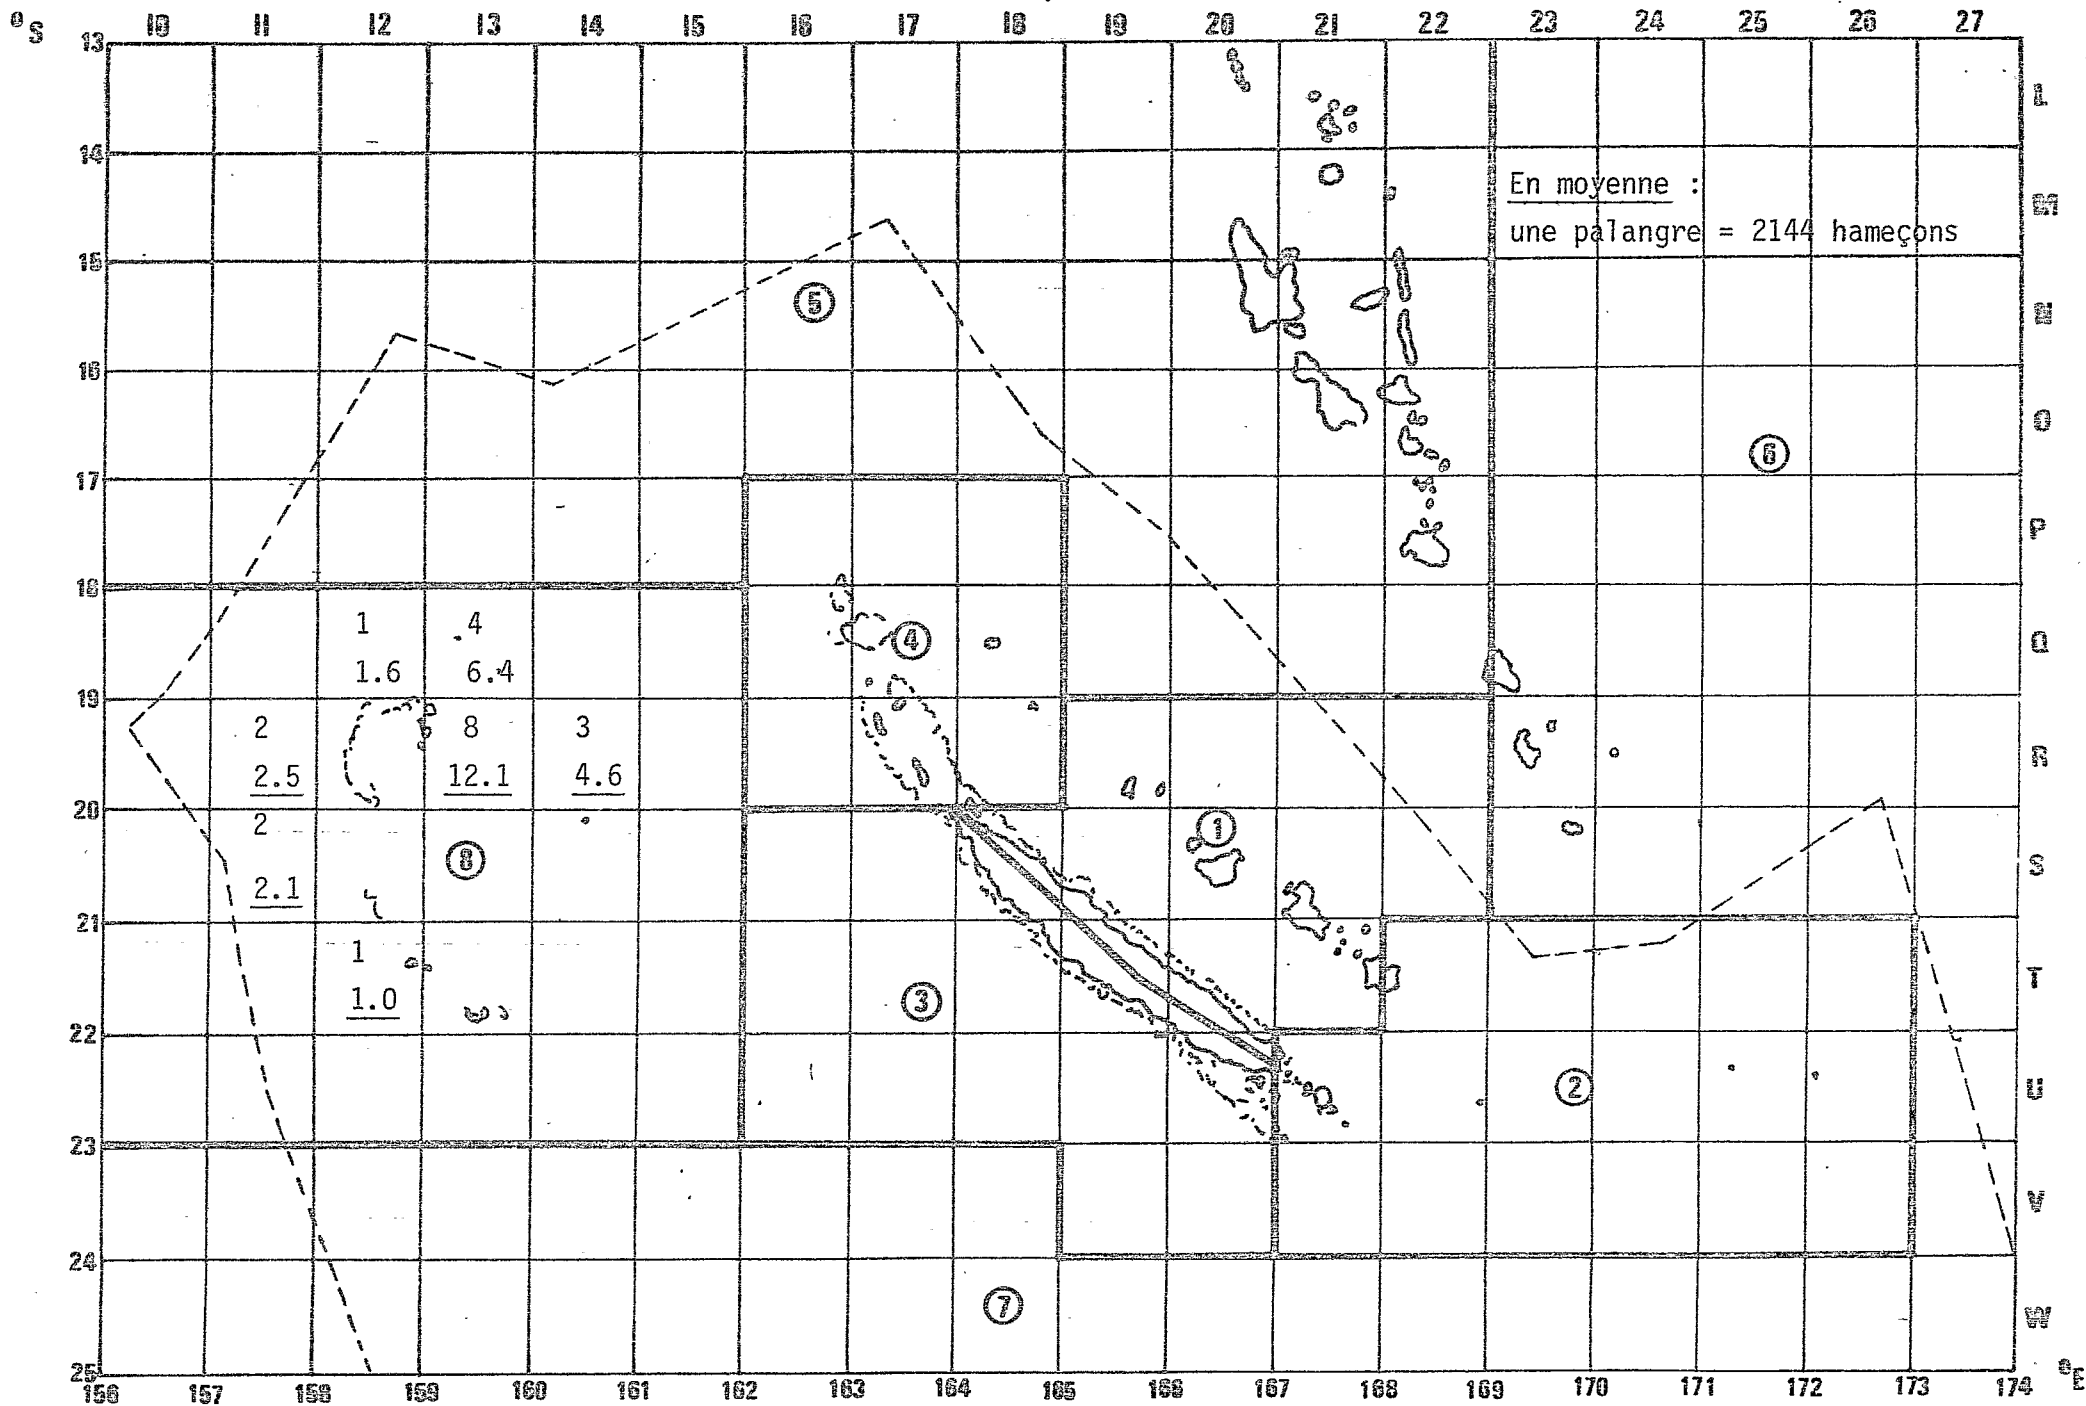 °S 10 11 12 13 14 15 16 17 18 19 20 21 22 23 24 25 26 27
13
L
14
En moyenne :
M
une palangre = 2144 hameçons
15
5
N
16
O
6
17
P
18
1 4
4
Q
1.6 6.4
19
2 8 3
R
2.5 12.1 4.6
20
2
1
8
S
2.1
21
1
T
1.0
3
22
2
U
23
V
24
7
W
25
°E
156 157 158 159 160 161 162 163 164 165 166 167 168 169 170 171 172 173 174